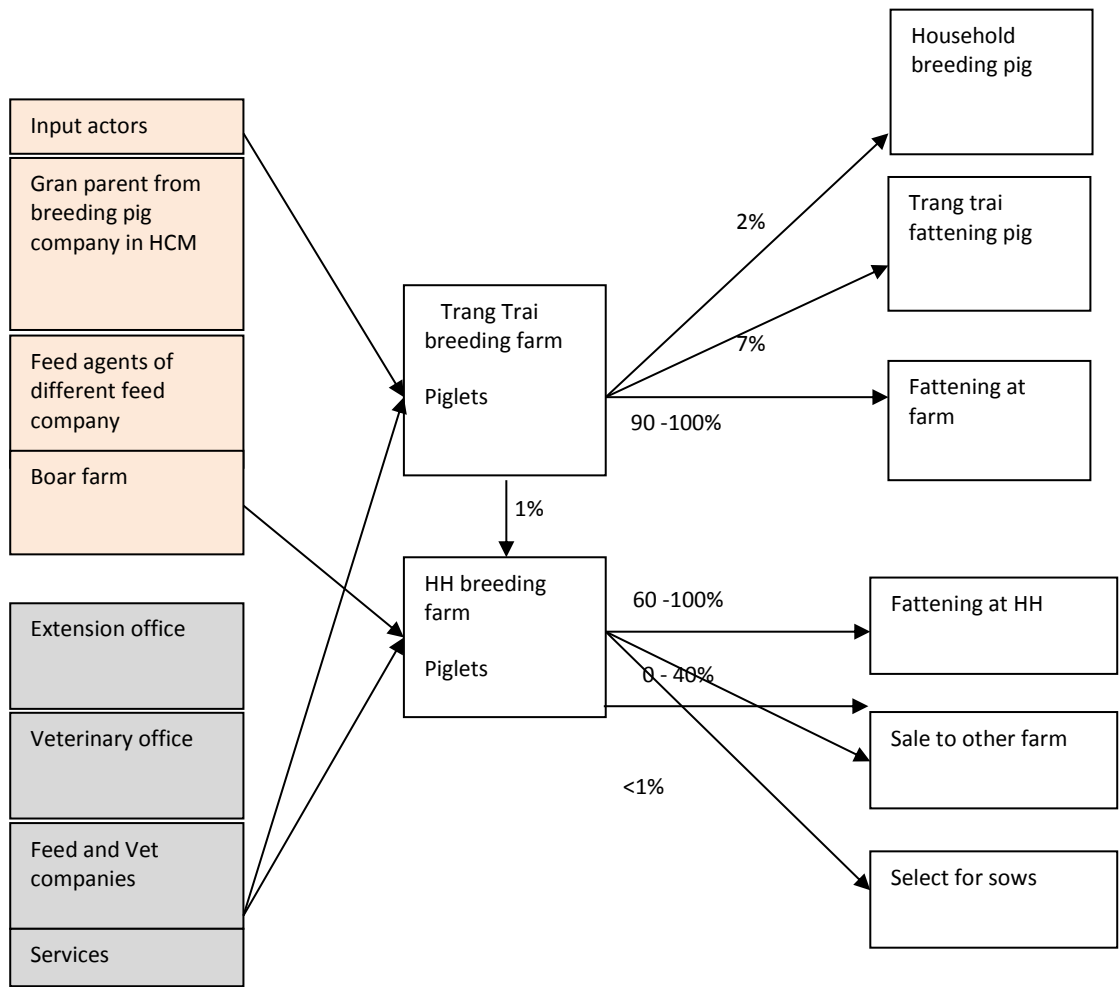 Input actors
Gran parent from
breeding pig
company in HCM
Feed agents of
different feed
company
Boar farm
Extension office
Veterinary office
Feed and Vet
companies
Services
Trang Trai
breeding farm
Piglets
1%
HH breeding
farm
Piglets
2%
7%
90 -100%
60 -100%
0 - 40%
<1%
Household
breeding pig
Trang trai
fattening pig
Fattening at
farm
Fattening at HH
Sale to other farm
Select for sows